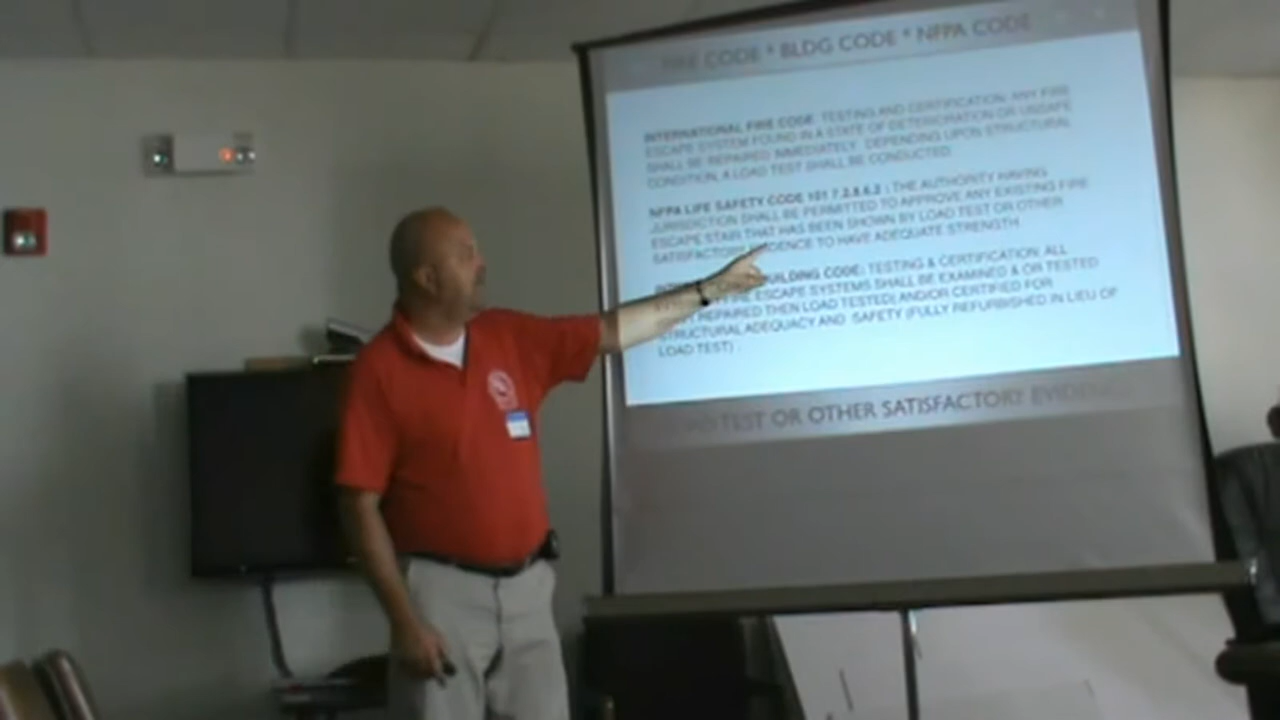 FIRE CODE * BLDG CODE * NFPA CODE
INTERNATIONAL FIRE CODE: TESTING AND CERTIFICATION. ANY FIRE
ESCAPE SYSTEM FOUND IN A STATE OF DETERIORATION OR UNSAFE
SHALL BE REPAIRED IMMEDIATELY. DEPENDING UPON STRUCTURAL
CONDITION, A LOAD TEST SHALL BE CONDUCTED.
NFPA LIFE SAFETY CODE 101 7.2.8.6.2 : THE AUTHORITY HAVING
JURISDICTION SHALL BE PERMITTED TO APPROVE ANY EXISTING FIRE
ESCAPE STAIR THAT HAS BEEN SHOWN BY LOAD TEST OR OTHER
SATISFACTORY DENCE TO HAVE ADEQUATE STRENGTH
UILDING CODE: TESTING & CERTIFICATION, ALL
FIRE ESCAPE SYSTEMS SHALL BE EXAMINED & OR TESTED
REPAIRED THEN LOAD TESTED) AND/OR CERTIFIED FOR
STRUCTURAL ADEQUACY AND SAFETY (FULLY REFURBISHED IN LIEU OF
LOAD TEST) .
TEST OR OTHER SATISFACTORY EVIDENCE